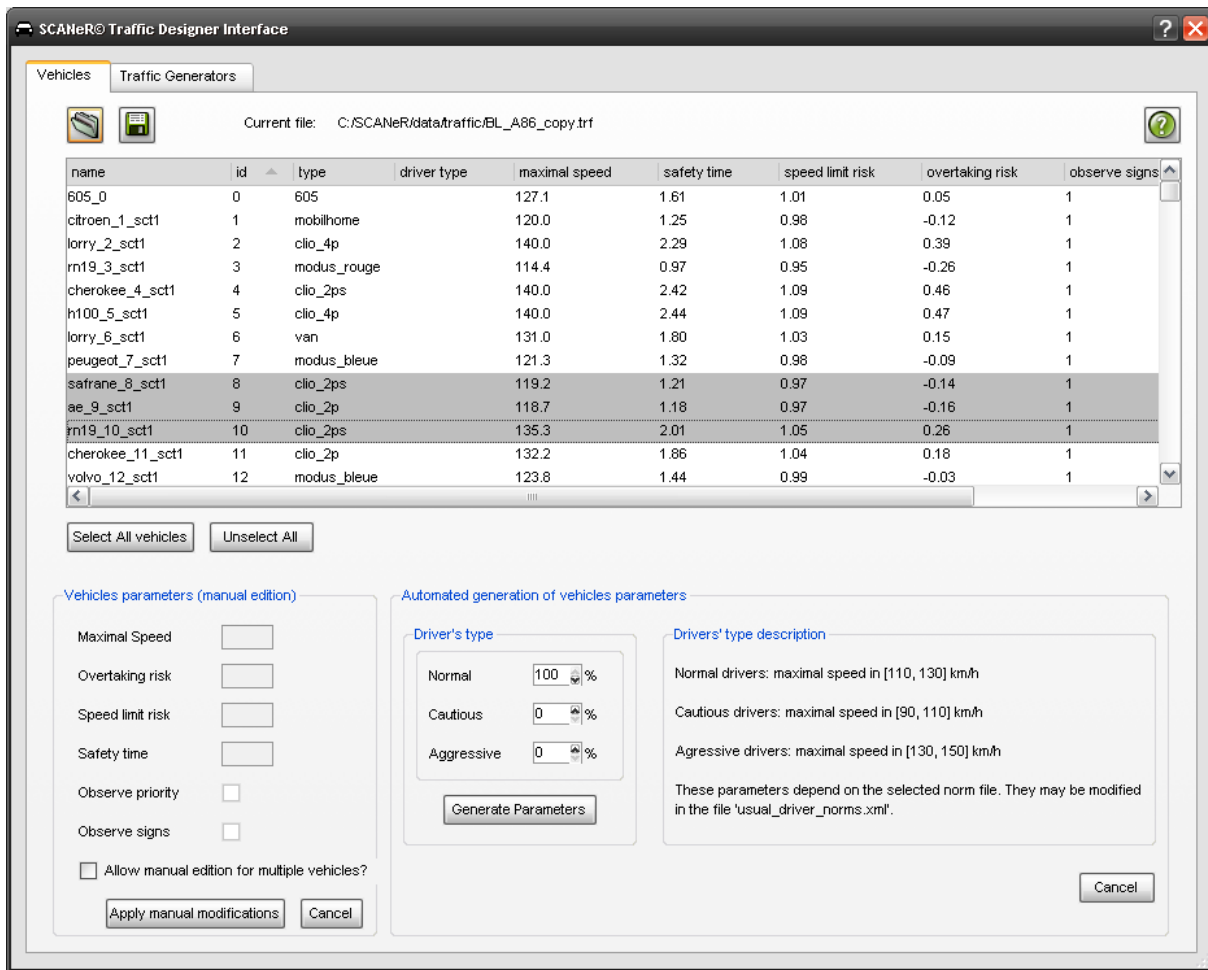 SCANeR© Traffic Designer Interface
Vehicles Traffic Generators
Current file: C:/SCANeR/data/traffic/BL_A86_copy.trf
name id type driver type maximal speed safety time speed limit risk overtaking risk observe signs
605_0 0 605 127.1 1.61 1.01 0.05 1
citroen_1_sct1 1 mobilhome 120.0 1.25 0.98 -0.12 1
lorry_2_sct1 2 clio_4p 140.0 2.29 1.08 0.39 1
rn19_3_sct1 3 modus_rouge 114.4 0.97 0.95 -0.26 1
cherokee_4_sct1 4 clio_2ps 140.0 2.42 1.09 0.46 1
h100_5_sct1 5 clio_4p 140.0 2.44 1.09 0.47 1
lorry_6_sct1 6 van 131.0 1.80 1.03 0.15 1
peugeot_7_sct1 7 modus_bleue 121.3 1.32 0.98 -0.09 1
safrane_8_sct1 8 clio_2ps 119.2 1.21 0.97 -0.14 1
ae_9_sct1 9 clio_2p 118.7 1.18 0.97 -0.16 1
rn19_10_sct1 10 clio_2ps 135.3 2.01 1.05 0.26 1
cherokee_11_sct1 11 clio_2p 132.2 1.86 1.04 0.18 1
volvo_12_sct1 12 modus_bleue 123.8 1.44 0.99 -0.03 1
Select All vehicles Unselect All
Vehicles parameters (manual edition)
Maximal Speed
Overtaking risk
Speed limit risk
Safety time
Observe priority
Observe signs
Allow manual edition for multiple vehicles?
Apply manual modifications Cancel
Automated generation of vehicles parameters
Driver's type
Normal 100 %
Cautious 0 %
Aggressive 0 %
Generate Parameters
Drivers' type description
Normal drivers: maximal speed in [110, 130] km/h
Cautious drivers: maximal speed in [90, 110] km/h
Agressive drivers: maximal speed in [130, 150] km/h
These parameters depend on the selected norm file. They may be modified
in the file 'usual_driver_norms.xml'.
Cancel